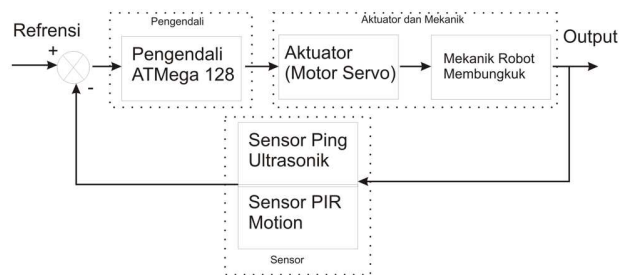 Pengendali
Aktuator dan Mekanik
Refrensi
+
-
Pengendali
ATMega 128
Aktuator
(Motor Servo)
Mekanik Robot
Membungkuk
Output
Sensor Ping
Ultrasonik
Sensor PIR
Motion
Sensor